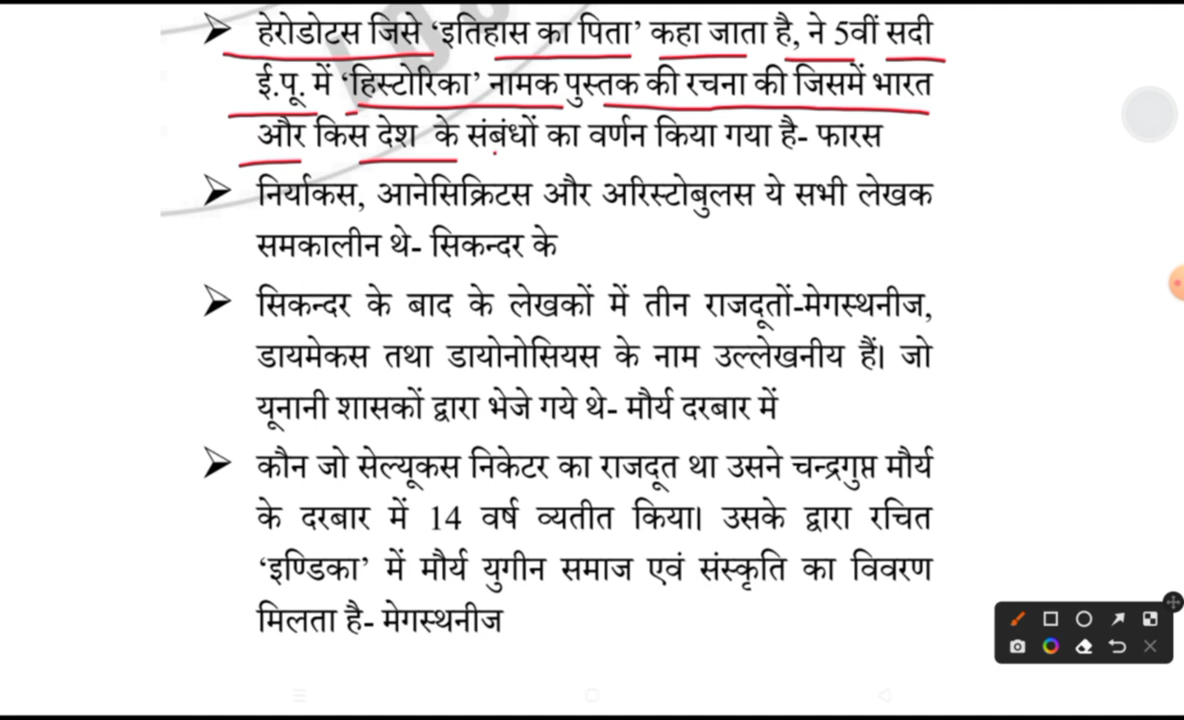 ➢ हेरोडोटस जिसे ‘इतिहास का पिता’ कहा जाता है, ने 5वीं सदी
ई.पू. में ‘हिस्टोरिका’ नामक पुस्तक की रचना की जिसमें भारत
और किस देश के संबंधों का वर्णन किया गया है- फारस
➢ निर्याकस, आनेसिक्रिटस और अरिस्टोबुलस ये सभी लेखक
समकालीन थे- सिकन्दर के
➢ सिकन्दर के बाद के लेखकों में तीन राजदूतों-मेगस्थनीज,
डायमेकस तथा डायोनोसियस के नाम उल्लेखनीय हैं। जो
यूनानी शासकों द्वारा भेजे गये थे- मौर्य दरबार में
➢ कौन जो सेल्यूकस निकेटर का राजदूत था उसने चन्द्रगुप्त मौर्य
के दरबार में 14 वर्ष व्यतीत किया। उसके द्वारा रचित
‘इण्डिका’ में मौर्य युगीन समाज एवं संस्कृति का विवरण
मिलता है- मेगस्थनीज